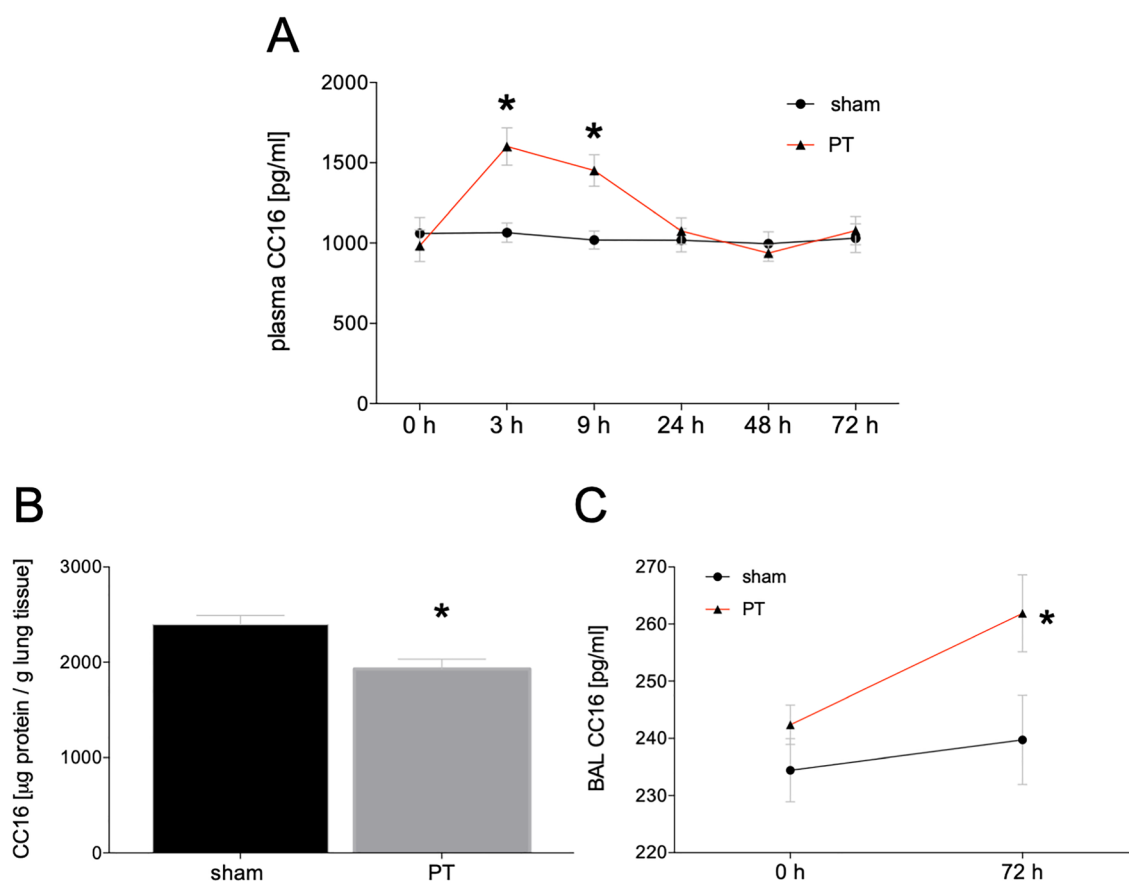 A
plasma CC16 [pg/ml]
2000
1500
1000
500
0
* *
sham
PT
0 h 3 h 9 h 24 h 48 h 72 h
B
CC16 [µg protein / g lung tissue]
3000
2000
1000
0
*
sham PT
C
BAL CC16 [pg/ml]
270
260
250
240
230
220
sham
PT
*
0 h 72 h